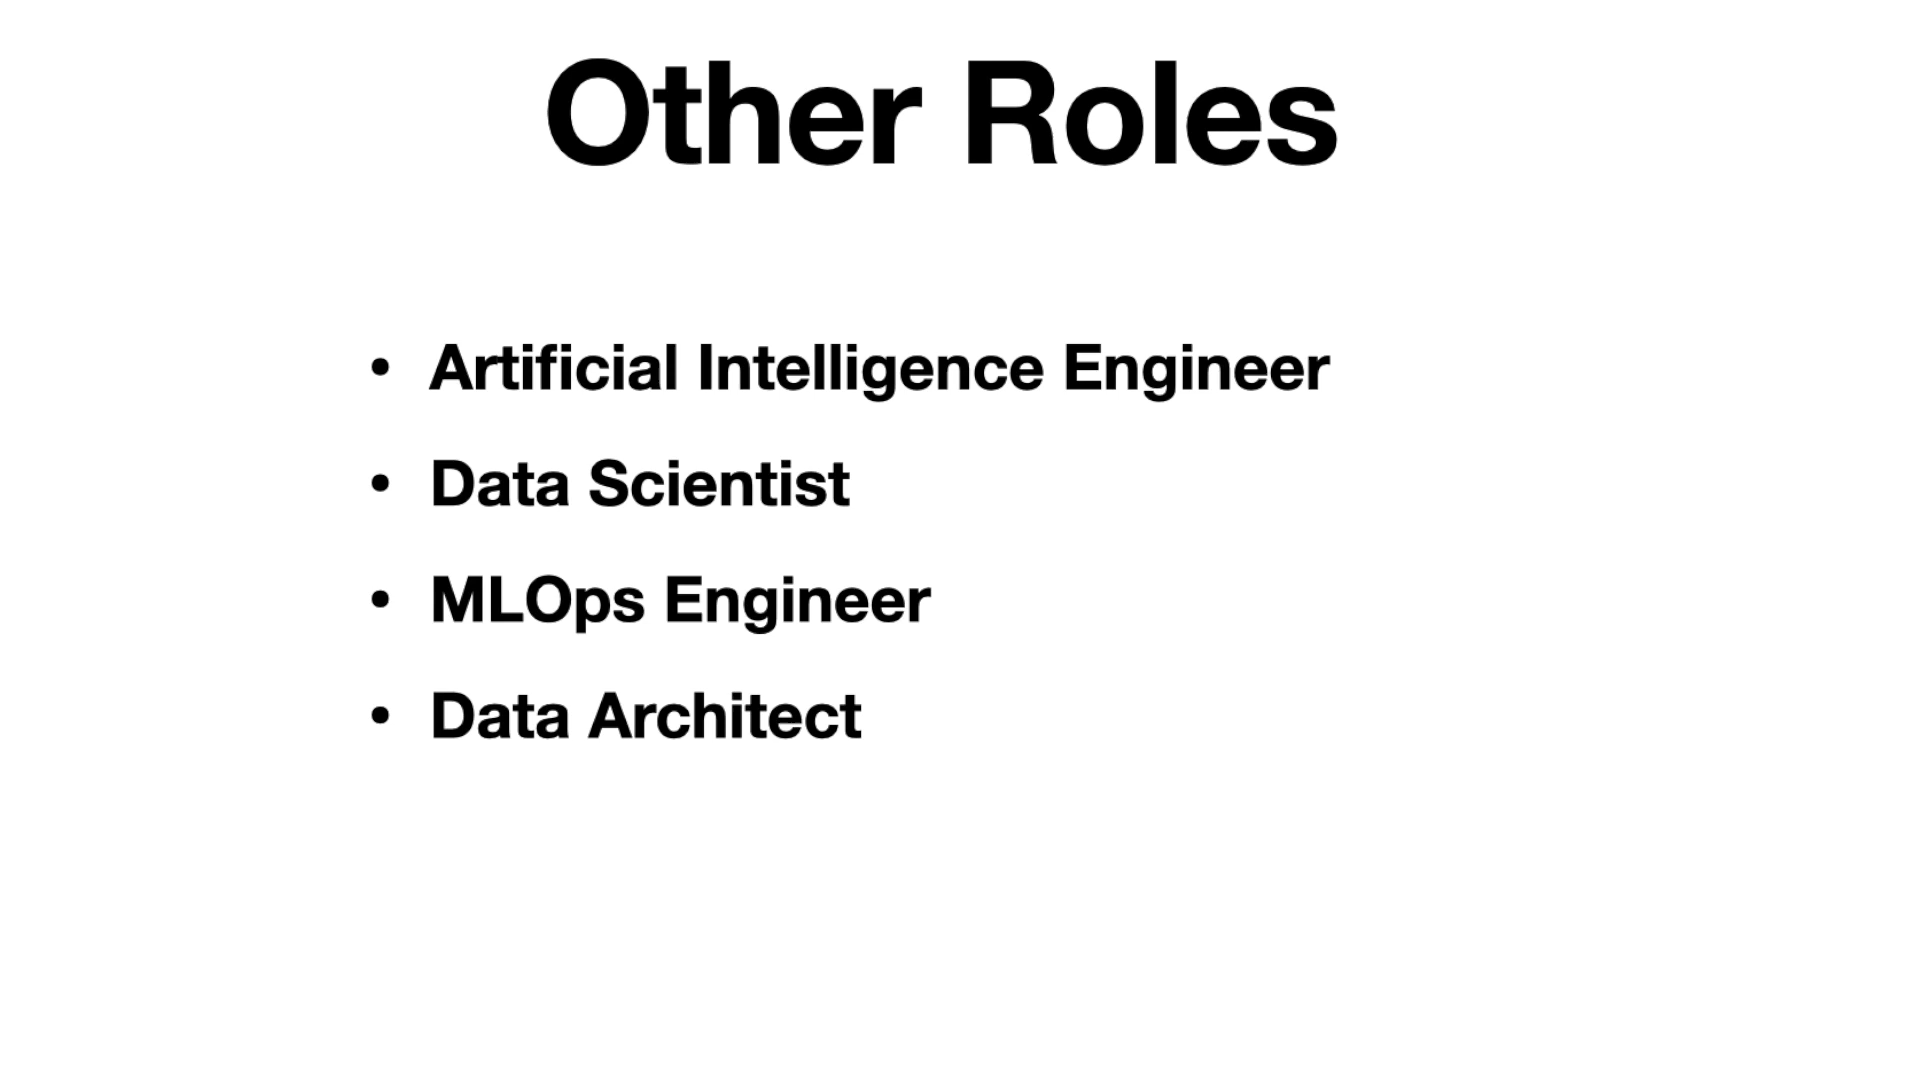 Other Roles
• Artificial Intelligence Engineer
• Data Scientist
• MLOps Engineer
• Data Architect